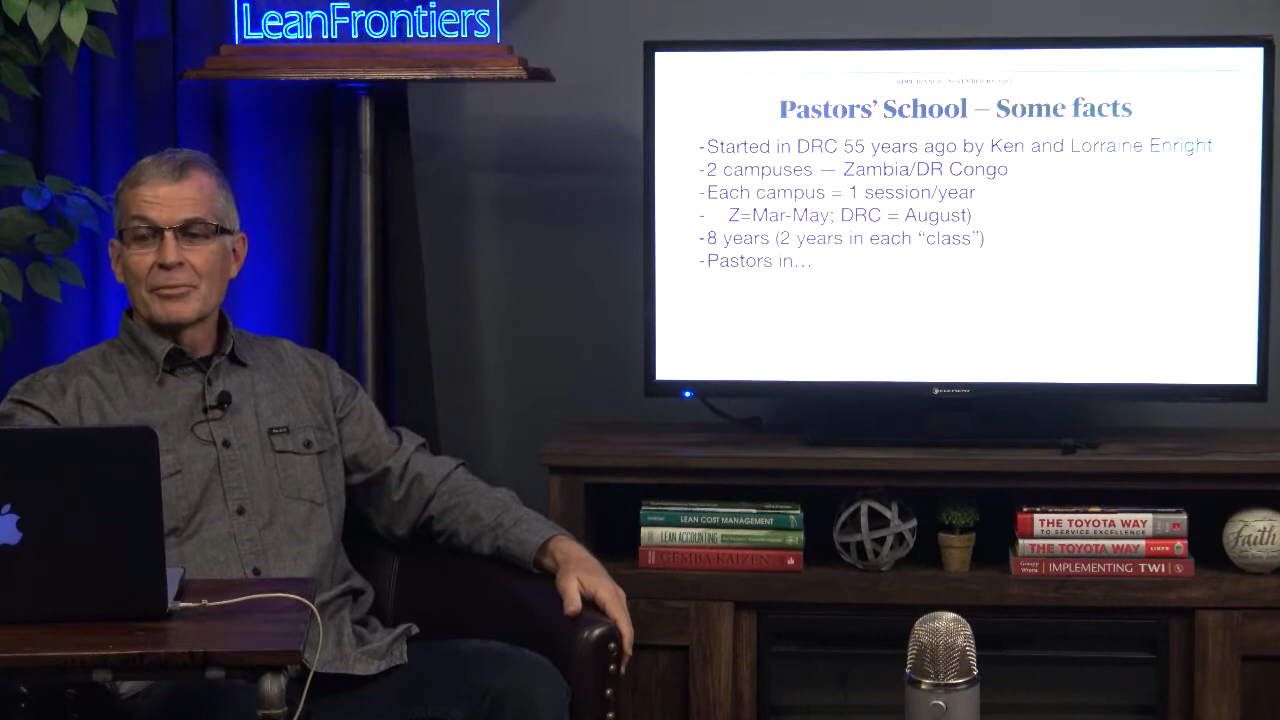 LeanFrontiers
Pastors' School – Some facts
-Started in DRC 55 years ago by Ken and Lorraine Enright
-2 campuses — Zambia/DR Congo
-Each campus = 1 session/year
- Z=Mar-May; DRC = August)
-8 years (2 years in each “class”)
-Pastors in…
ELEMENT
LEAN COST MANAGEMENT
LEAN ACCOUNTING
GEMBA KAIZEN
THE TOYOTA WAY
TO SERVICE EXCELLENCE
THE TOYOTA WAY LIKER
IMPLEMENTING TWI
Faith